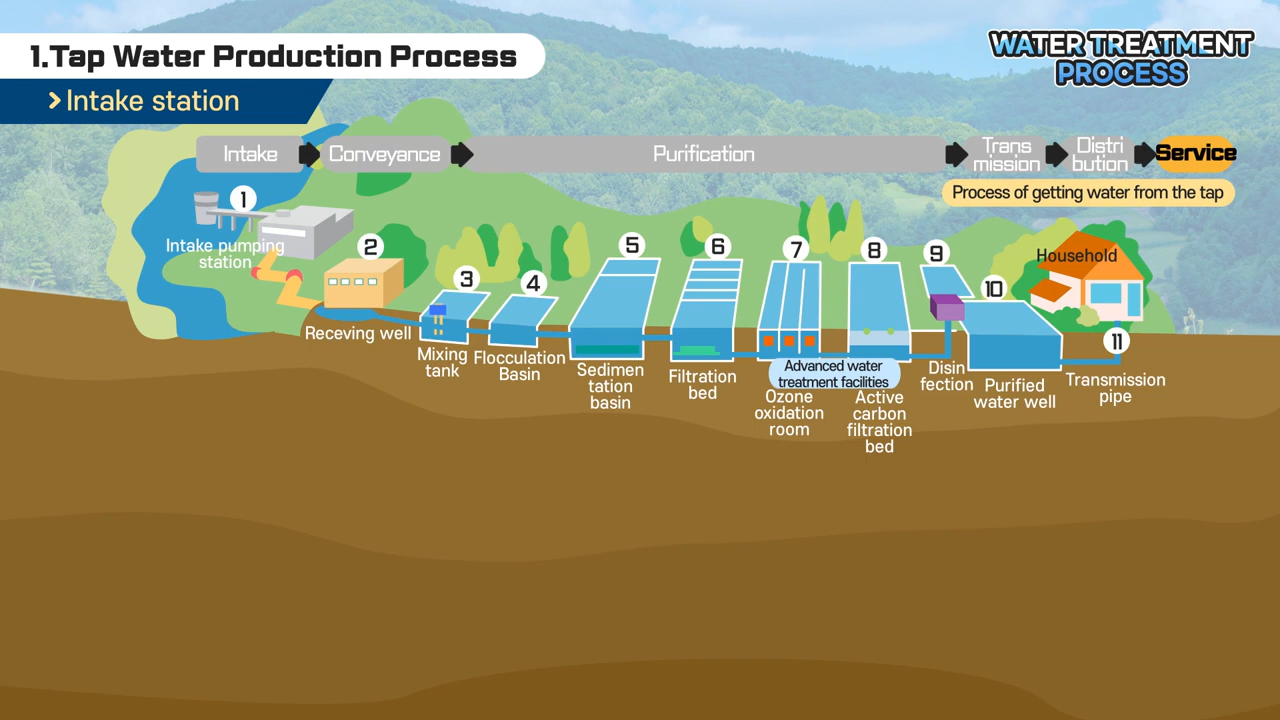 1.Tap Water Production Process
> Intake station
WATER TREATMENT
PROCESS
Intake
Conveyance
Purification
Trans
mission
Distri
bution
Service
Process of getting water from the tap
1
Intake pumping
station
2
Receving well
3
Mixing
tank
4
Flocculation
Basin
5
Sedimen
tation
basin
6
Filtration
bed
Advanced water
treatment facilities
7
Ozone
oxidation
room
8
Active
carbon
filtration
bed
9
Disin
fection
10
Purified
water well
11
Transmission
pipe
Household